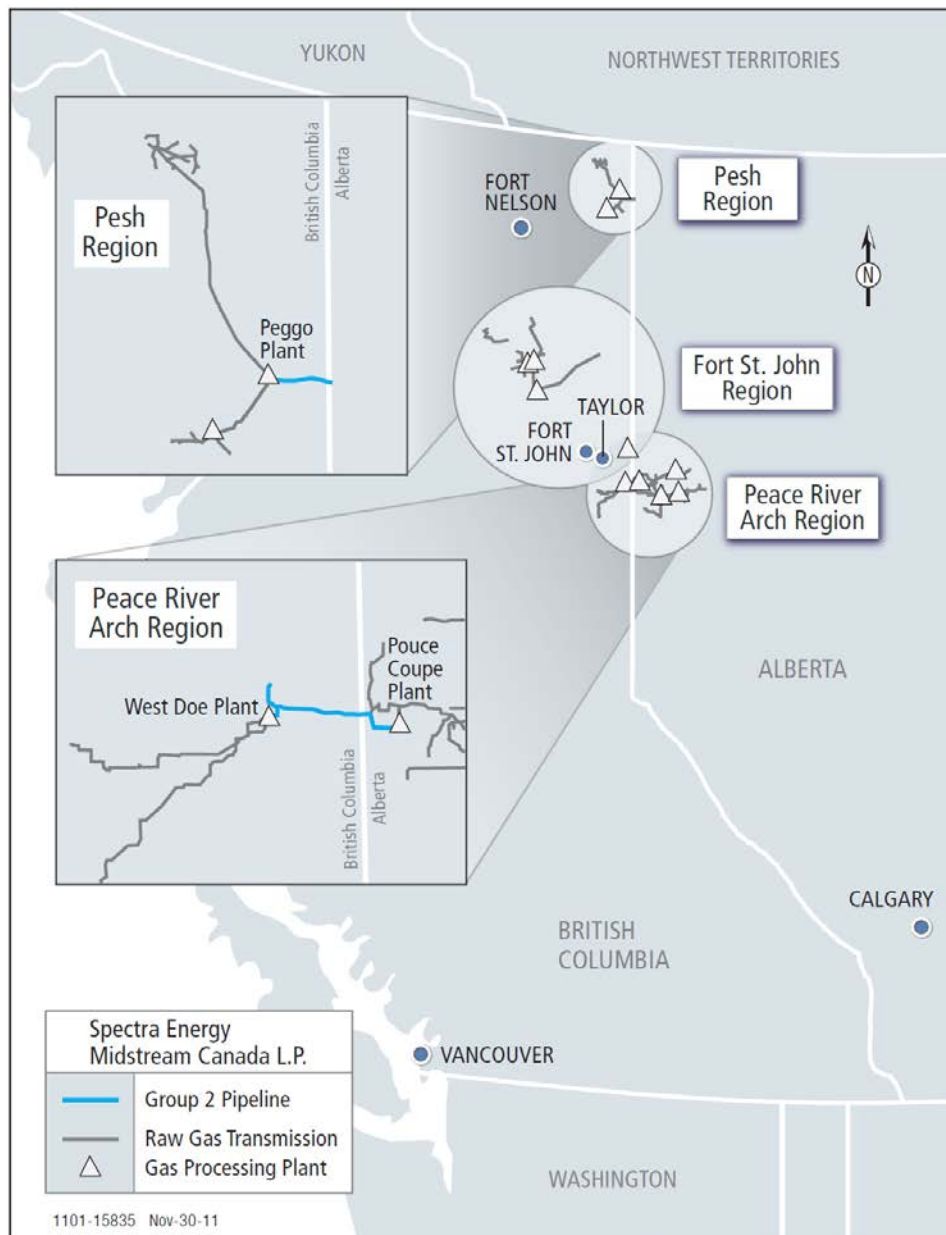 YUKON
NORTHWEST TERRITORIES
British Columbia
Alberta
Pesh
Region
Peggo
Plant
FORT
NELSON
Pesh
Region
N
Fort St. John
Region
TAYLOR
FORT
ST. JOHN
Peace River
Arch Region
Peace River
Arch Region
Pouce
Coupe
Plant
West Doe Plant
British Columbia
Alberta
ALBERTA
CALGARY
BRITISH
COLUMBIA
VANCOUVER
WASHINGTON
Spectra Energy
Midstream Canada L.P.
Group 2 Pipeline
Raw Gas Transmission
Gas Processing Plant
1101-15835 Nov-30-11